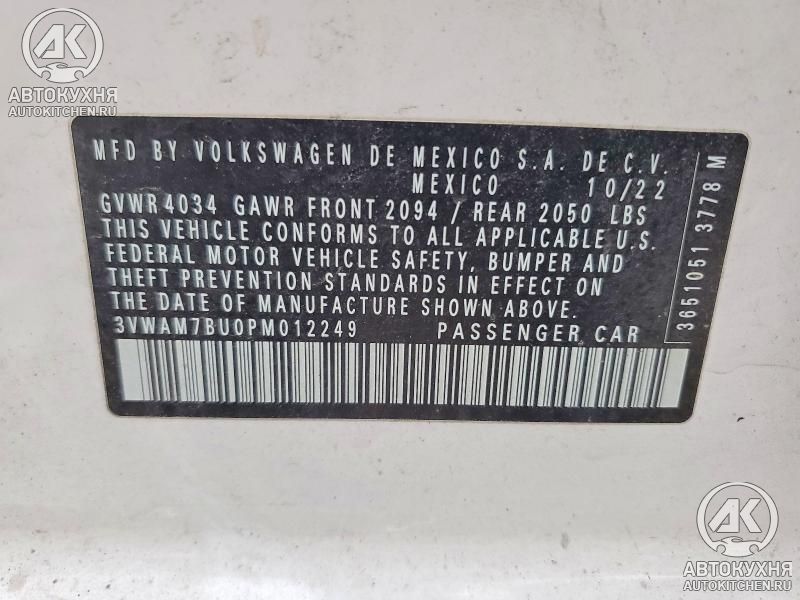 АК
АВТОКУХНЯ
AUTOKITCHEN.RU
MFD BY VOLKSWAGEN DE MEXICO S.A. DE C.V.
MEXICO 10/22
GVWR 4034 GAWR FRONT 2094 / REAR 2050 LBS
THIS VEHICLE CONFORMS TO ALL APPLICABLE U.S.
FEDERAL MOTOR VEHICLE SAFETY, BUMPER AND
THEFT PREVENTION STANDARDS IN EFFECT ON
THE DATE OF MANUFACTURE SHOWN ABOVE.
3VWAM7BU0PM012249 PASSENGER CAR
3651051 3778 M
АК
АВТОКУХНЯ
AUTOKITCHEN.RU